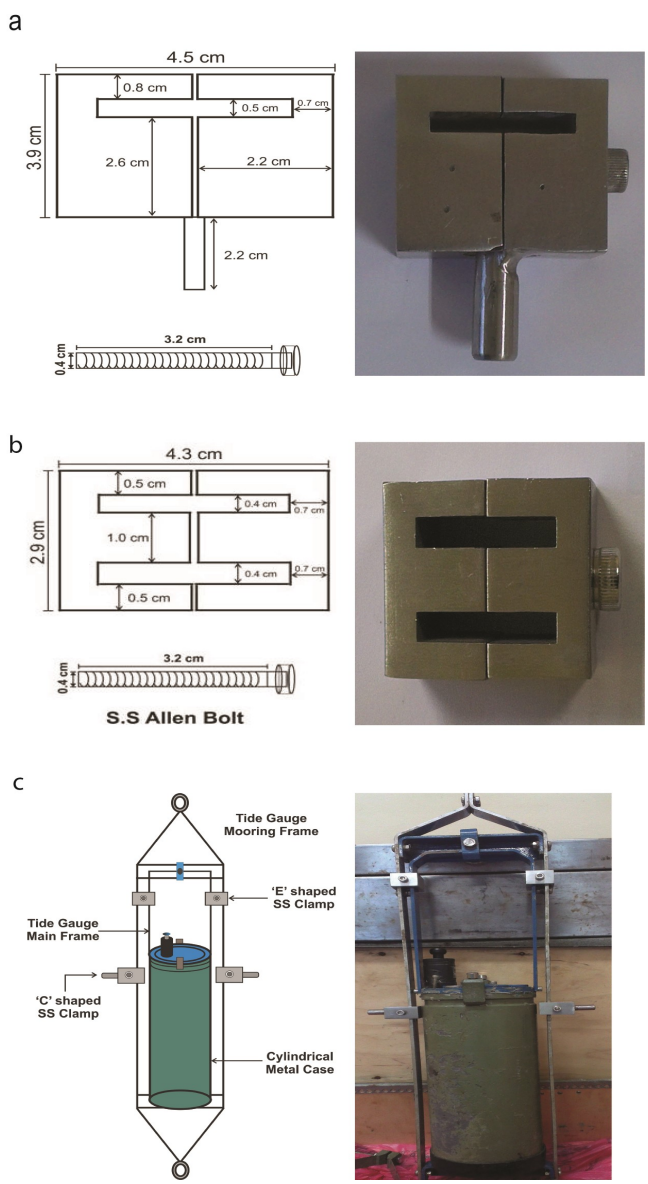 a
4.5 cm
0.8 cm
0.5 cm
0.7 cm
3.9 cm
2.6 cm
2.2 cm
2.2 cm
3.2 cm
0.4 cm
b
4.3 cm
0.5 cm
0.4 cm
0.7 cm
2.9 cm
1.0 cm
0.4 cm
0.7 cm
0.5 cm
3.2 cm
0.4 cm
S.S Allen Bolt
c
Tide Gauge
Mooring Frame
'E' shaped
SS Clamp
Tide Gauge
Main Frame
'C' shaped
SS Clamp
Cylindrical
Metal Case